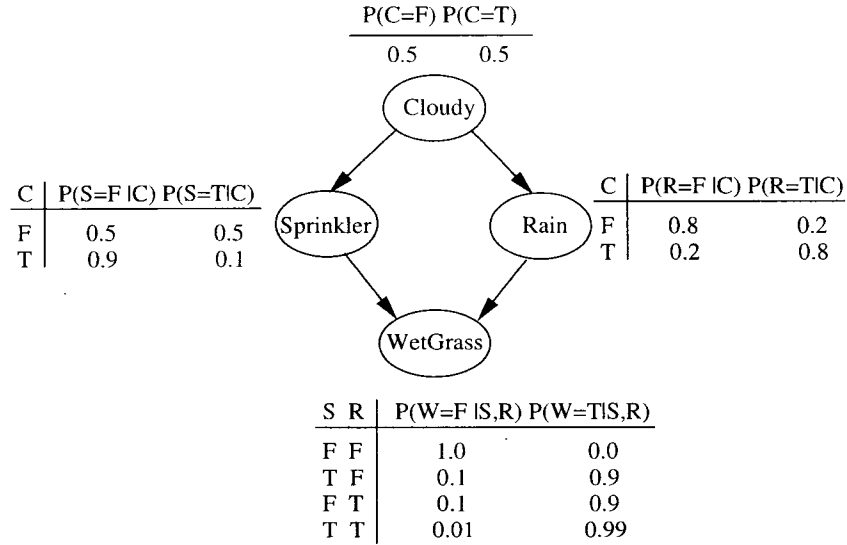 P(C=F) P(C=T)
0.5 0.5
Cloudy
C P(S=F |C) P(S=T|C)
F 0.5 0.5
T 0.9 0.1
Sprinkler
Rain
C P(R=F |C) P(R=T|C)
F 0.8 0.2
T 0.2 0.8
WetGrass
S R P(W=F |S,R) P(W=T|S,R)
F F 1.0 0.0
T F 0.1 0.9
F T 0.1 0.9
T T 0.01 0.99